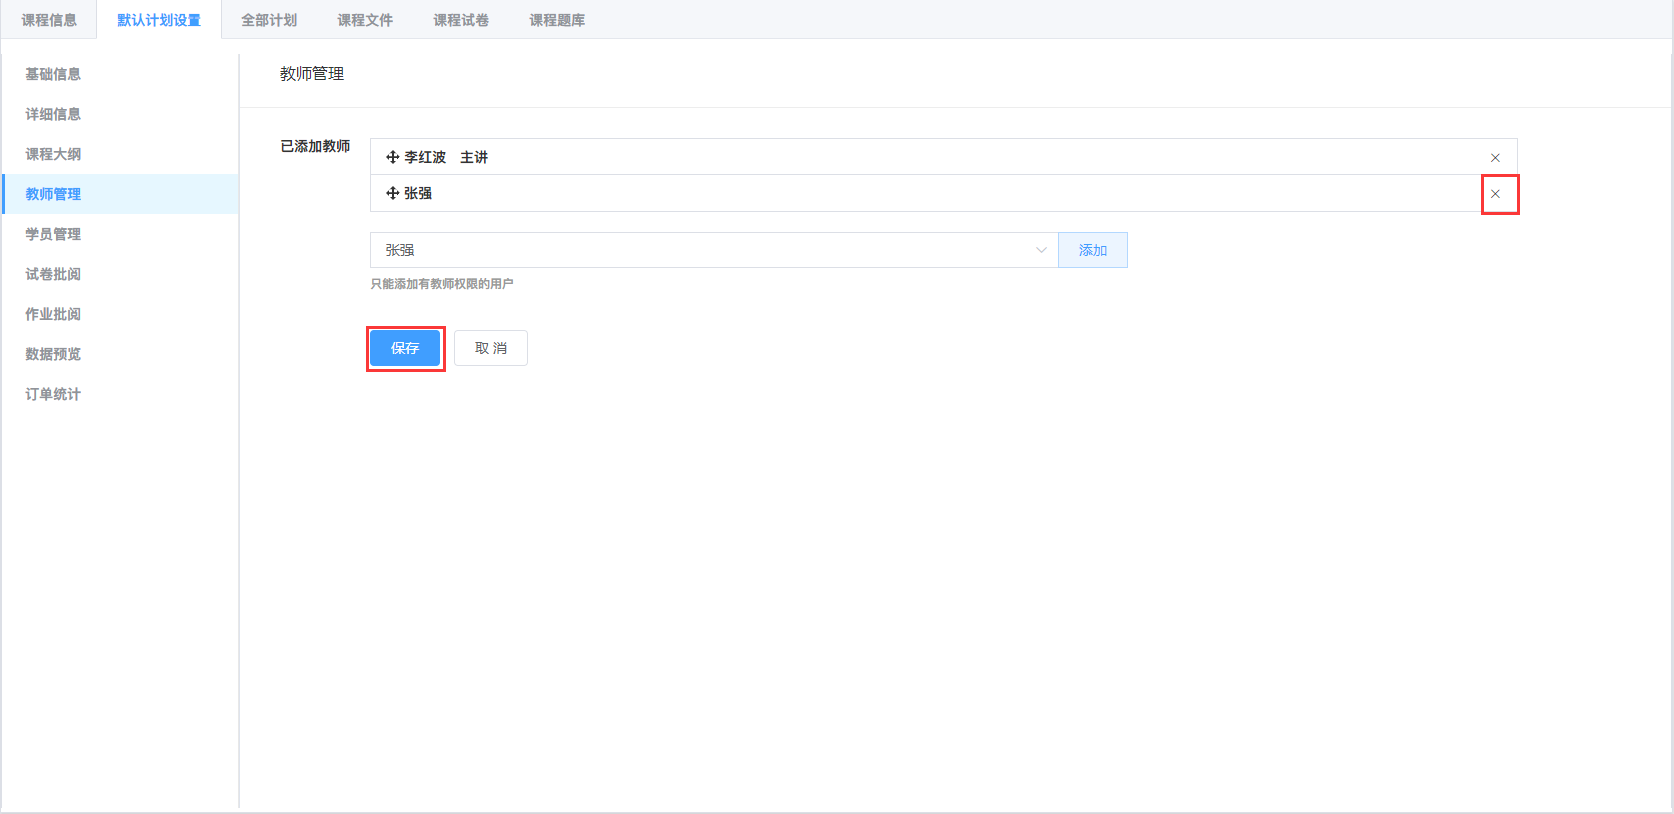 课程信息 默认计划设置 全部计划 课程文件 课程试卷 课程题库
基础信息
详细信息
课程大纲
教师管理
学员管理
试卷批阅
作业批阅
数据预览
订单统计
教师管理
已添加教师
李红波 主讲
张强
张强
添加
只能添加有教师权限的用户
保存 取 消